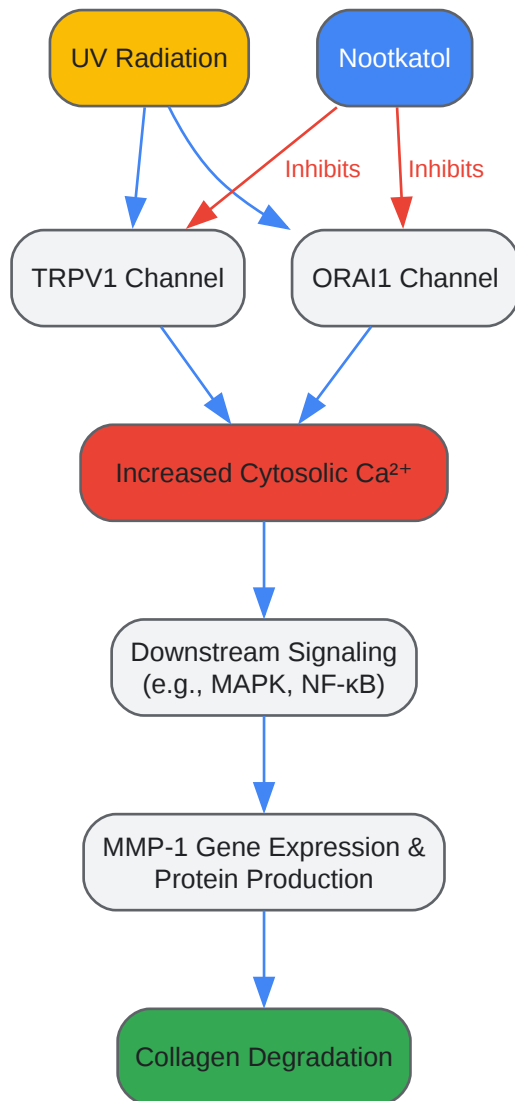 UV Radiation
Nootkatol
Inhibits
Inhibits
TRPV1 Channel
ORAI1 Channel
Increased Cytosolic Ca²⁺
Downstream Signaling
(e.g., MAPK, NF-κB)
MMP-1 Gene Expression &
Protein Production
Collagen Degradation